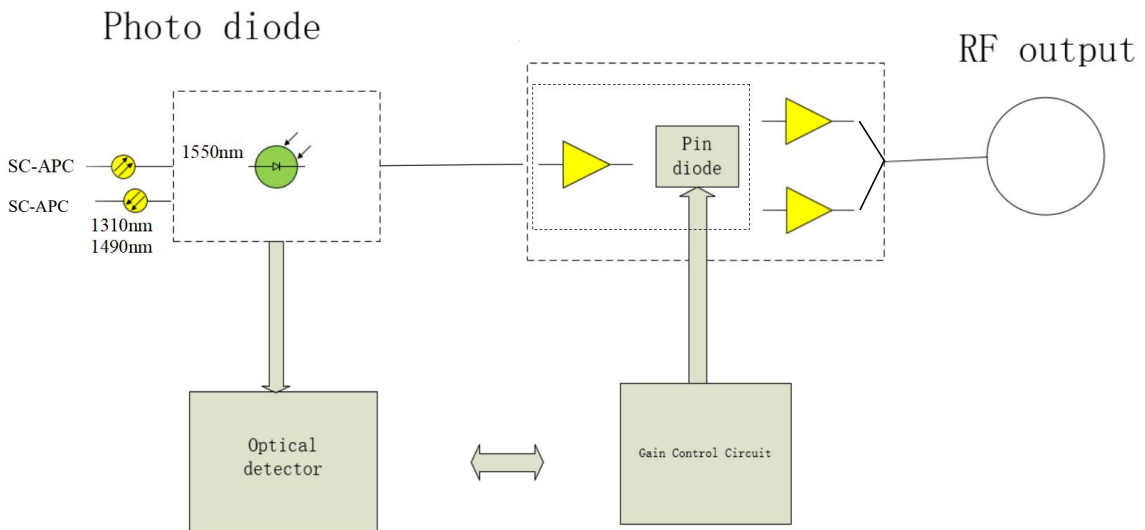 Photo diode
RF output
1550nm
SC-APC
SC-APC
1310nm
1490nm
Pin
diode
Optical
detector
Gain Control Circuit